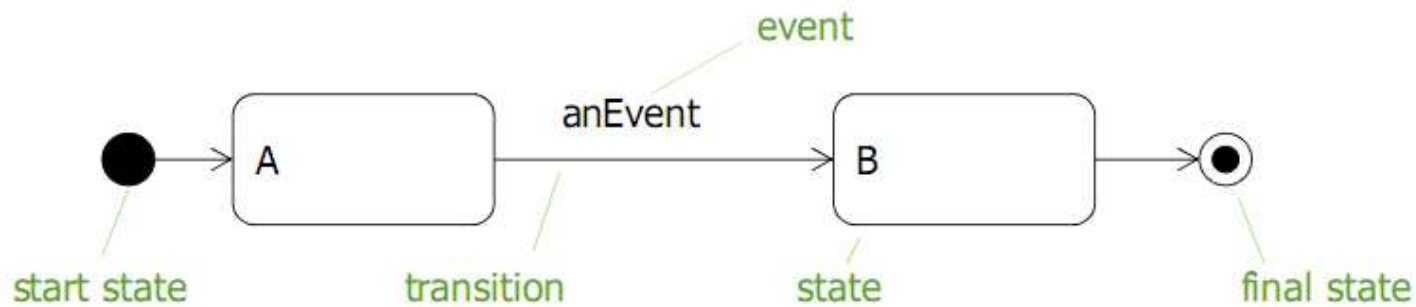 event
anEvent
A
B
start state
transition
state
final state